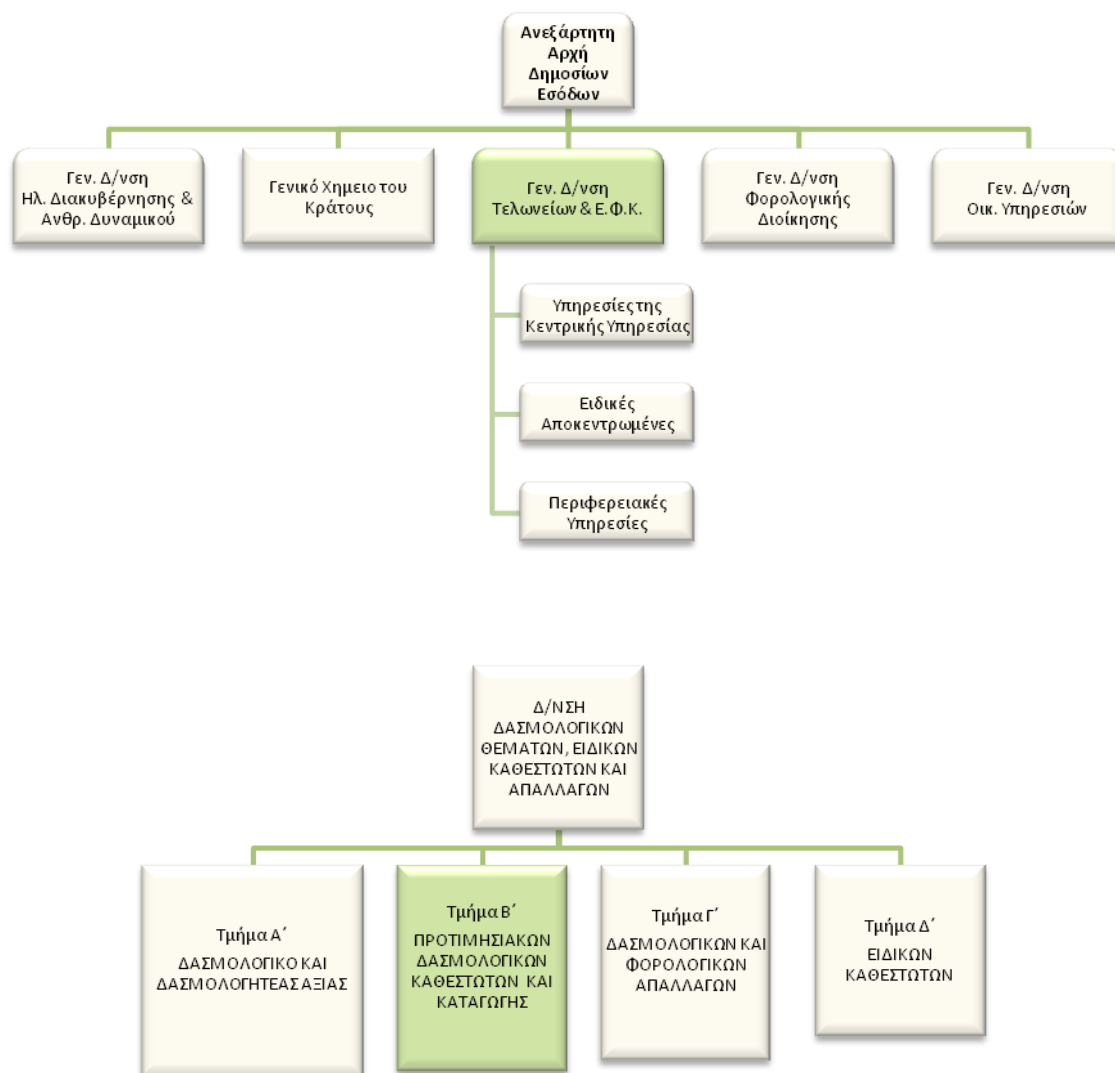 Ανεξάρτητη
Αρχή
Δημοσίων
Εσόδων
Γεν. Δ/νση
Ηλ. Διακυβέρνησης &
Ανθρ. Δυναμικού
Γενικό Χημειο του
Κράτους
Γεν. Δ/νση
Τελωνείων & Ε.Φ.Κ.
Γεν. Δ/νση
Φορολογικής
Διοίκησης
Γεν. Δ/νση
Οικ. Υπηρεσιών
Υπηρεσίες της
Κεντρικής Υπηρεσίας
Ειδικές
Αποκεντρωμένες
Περιφερειακές
Υπηρεσίες
Δ/ΝΣΗ
ΔΑΣΜΟΛΟΓΙΚΩΝ
ΘΕΜΑΤΩΝ, ΕΙΔΙΚΩΝ
ΚΑΘΕΣΤΩΤΩΝ ΚΑΙ
ΑΠΑΛΛΑΓΩΝ
Τμήμα Α΄
ΔΑΣΜΟΛΟΓΙΚΟ ΚΑΙ
ΔΑΣΜΟΛΟΓΗΤΕΑΣ ΑΞΙΑΣ
Τμήμα Β΄
ΠΡΟΤΙΜΗΣΙΑΚΩΝ
ΔΑΣΜΟΛΟΓΙΚΩΝ
ΚΑΘΕΣΤΩΤΩΝ ΚΑΙ
ΚΑΤΑΓΩΓΗΣ
Τμήμα Γ΄
ΔΑΣΜΟΛΟΓΙΚΩΝ ΚΑΙ
ΦΟΡΟΛΟΓΙΚΩΝ
ΑΠΑΛΛΑΓΩΝ
Τμήμα Δ΄
ΕΙΔΙΚΩΝ
ΚΑΘΕΣΤΩΤΩΝ